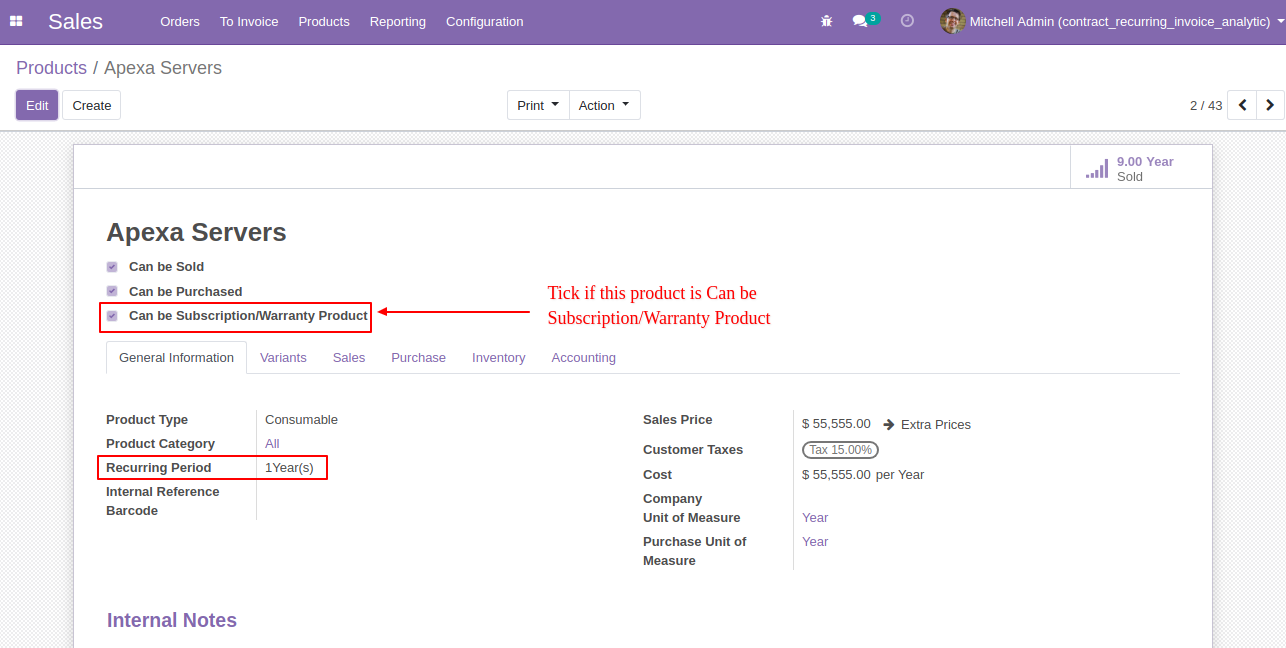 Sales Orders To Invoice Products Reporting Configuration 3 Mitchell Admin (contract_recurring_invoice_analytic)
Products / Apexa Servers
Edit Create Print Action 2 / 43
9.00 Year
Sold
Apexa Servers
Can be Sold
Can be Purchased
Can be Subscription/Warranty Product
Tick if this product is Can be
Subscription/Warranty Product
General Information Variants Sales Purchase Inventory Accounting
Product Type Consumable
Product Category All
Recurring Period 1Year(s)
Internal Reference
Barcode
Sales Price $ 55,555.00 Extra Prices
Customer Taxes Tax 15.00%
Cost $ 55,555.00 per Year
Company
Unit of Measure Year
Purchase Unit of Year
Measure
Internal Notes